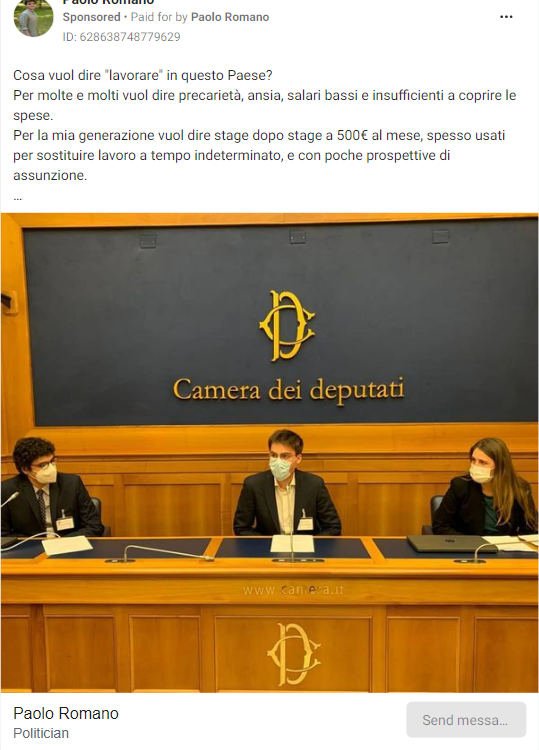 Paolo Romano
Sponsored • Paid for by Paolo Romano
ID: 628638748779629
Cosa vuol dire "lavorare" in questo Paese?
Per molte e molti vuol dire precarietà, ansia, salari bassi e insufficienti a coprire le
spese.
Per la mia generazione vuol dire stage dopo stage a 500€ al mese, spesso usati
per sostituire lavoro a tempo indeterminato, e con poche prospettive di
assunzione.
...
Camera dei deputati
www.camera.it
Paolo Romano
Politician
Send messa...